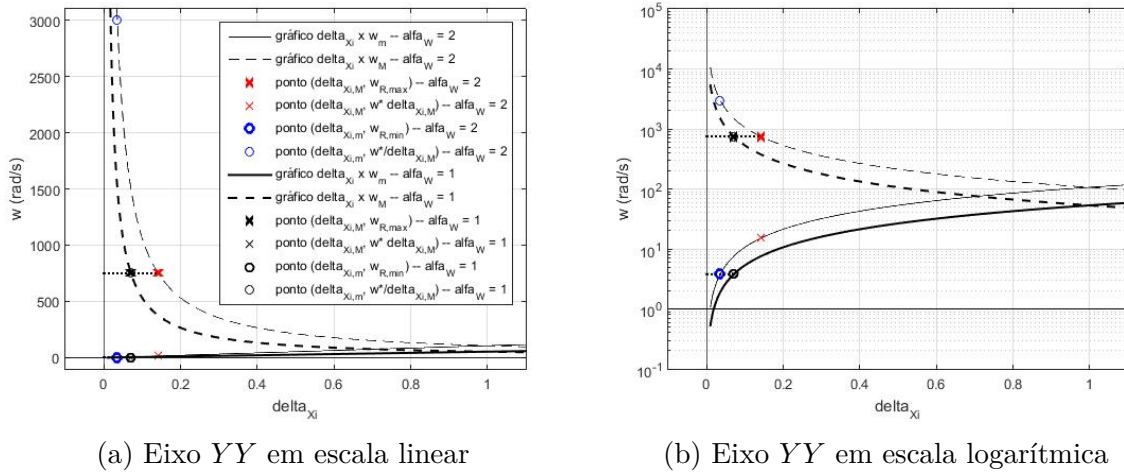 3000
2500
2000
1500
1000
500
0
w (rad/s)
0
0.2
0.4
0.6
0.8
1
delta_Xi
gráfico delta_Xi x w_m -- alfa_W = 2
gráfico delta_Xi x w_M -- alfa_W = 2
ponto (delta_Xi,M, w_R,max) -- alfa_W = 2
ponto (delta_Xi,M, w* delta_Xi,M) -- alfa_W = 2
ponto (delta_Xi,m, w_R,min) -- alfa_W = 2
ponto (delta_Xi,m, w*/delta_Xi,M) -- alfa_W = 2
gráfico delta_Xi x w_m -- alfa_W = 1
gráfico delta_Xi x w_M -- alfa_W = 1
ponto (delta_Xi,M, w_R,max) -- alfa_W = 1
ponto (delta_Xi,M, w* delta_Xi,M) -- alfa_W = 1
ponto (delta_Xi,m, w_R,min) -- alfa_W = 1
ponto (delta_Xi,m, w*/delta_Xi,M) -- alfa_W = 1
(a) Eixo YY em escala linear
10^5
10^4
10^3
10^2
10^1
10^0
10^-1
w (rad/s)
0
0.2
0.4
0.6
0.8
1
delta_Xi
(b) Eixo YY em escala logarítmica